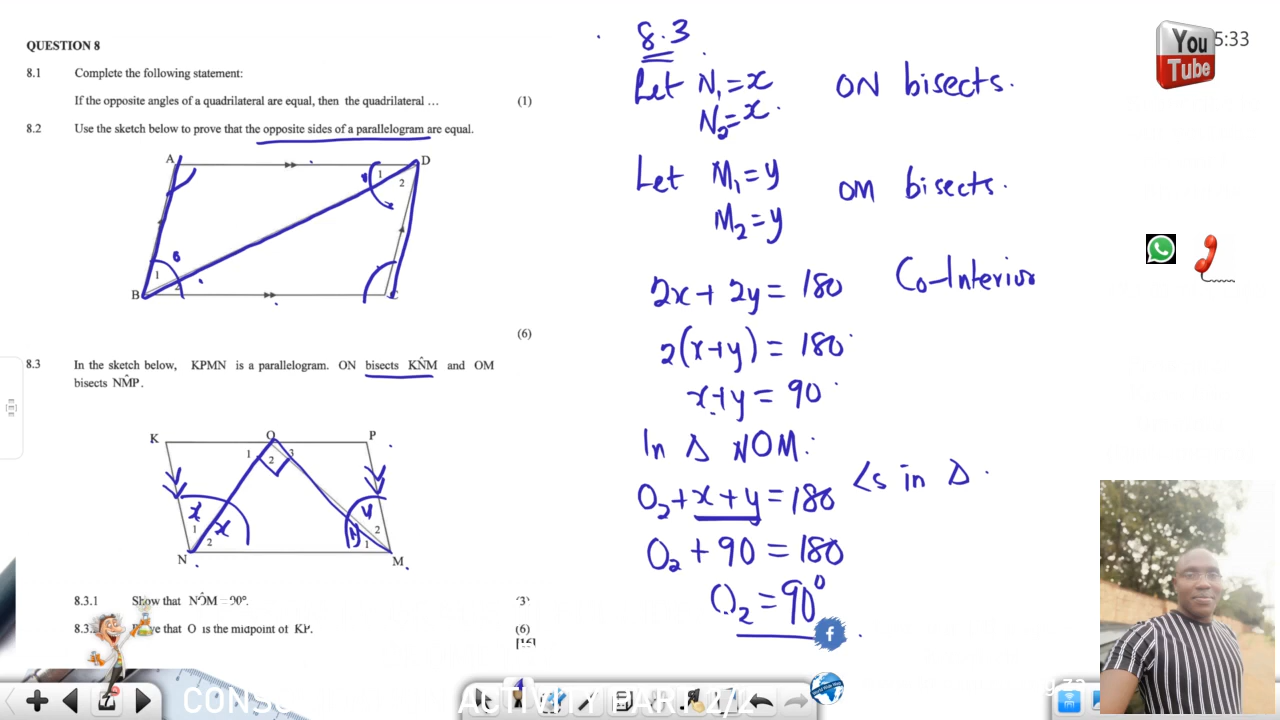 QUESTION 8
8.1 Complete the following statement:
If the opposite angles of a quadrilateral are equal, then the quadrilateral ... (1)
8.2 Use the sketch below to prove that the opposite sides of a parallelogram are equal.
A D
1
2
1
B C
(6)
8.3 In the sketch below, KPMN is a parallelogram. ON bisects KN̂M and OM
bisects NM̂P.
K O P
1 2 3
x x y y
1 2 2 1
N M
8.3.1 Show that NÔM = 90°. (3)
8.3. that O is the midpoint of KP. (6)
8.3
Let N₁ = x ON bisects.
N₂ = x
Let M₁ = y OM bisects.
M₂ = y
2x + 2y = 180 Co-Interior
2(x+y) = 180
x+y = 90
In Δ NOM:
O₂ + x + y = 180 <s in Δ
O₂ + 90 = 180
O₂ = 90°
You
Tube
5:33
f
ACTIVITY PART 2/2